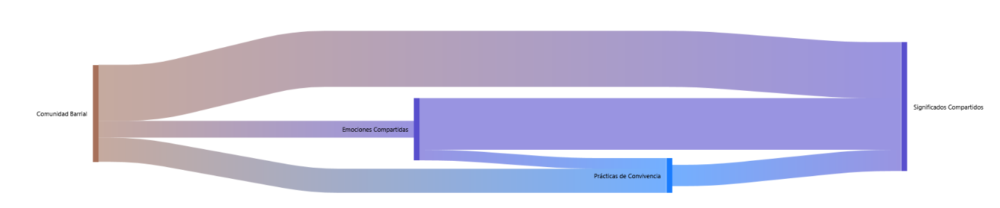 Comunidad Barrial
Emociones Compartidas
Prácticas de Convivencia
Significados Compartidos